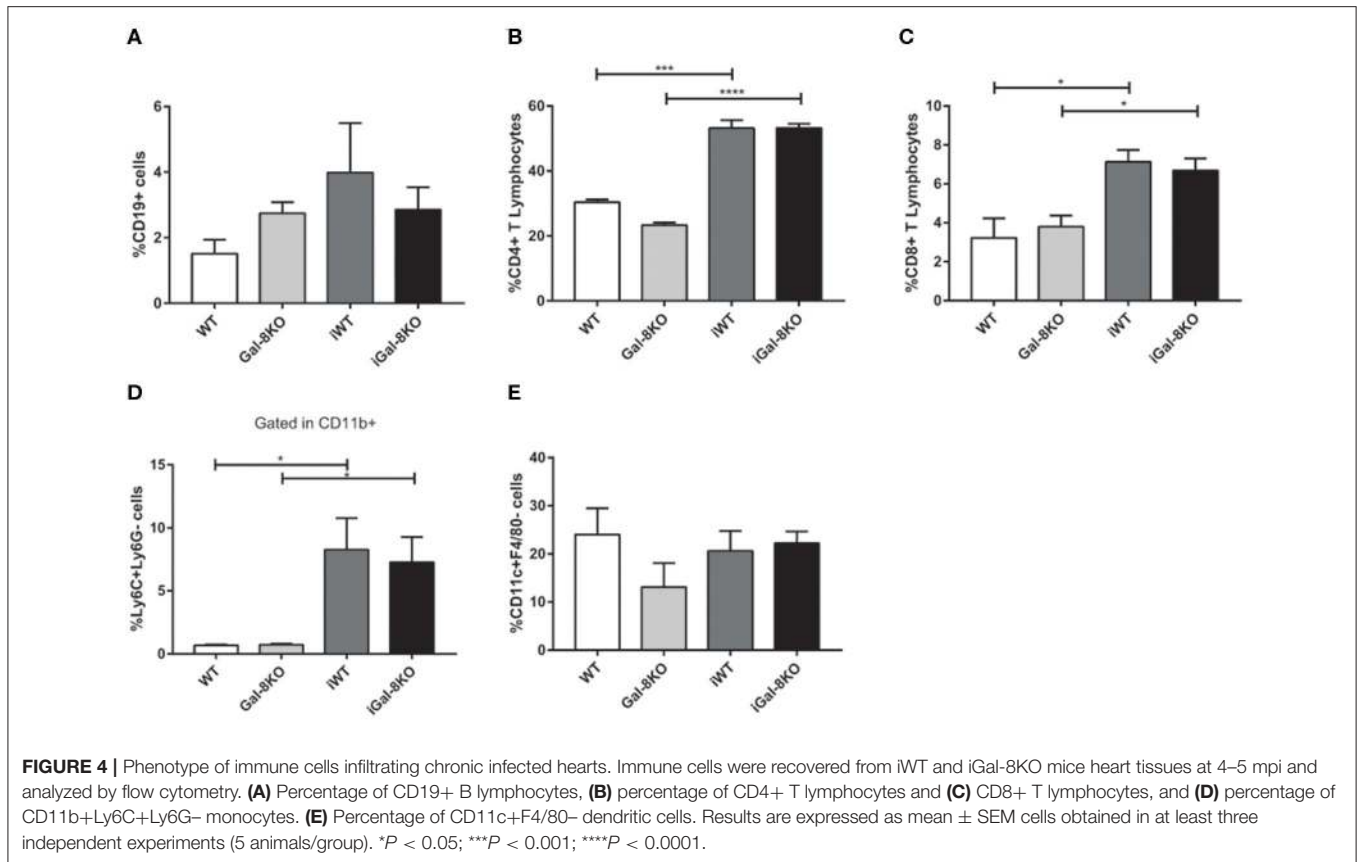 A
%CD19+ cells
6
4
2
0
WT
Gal-8KO
iWT
iGal-8KO
B
***
****
%CD4+ T Lymphocytes
60
40
20
0
WT
Gal-8KO
iWT
iGal-8KO
C
*
*
%CD8+ T Lymphocytes
10
8
6
4
2
0
WT
Gal-8KO
iWT
iGal-8KO
D
Gated in CD11b+
*
*
%Ly6C+Ly6G- cells
15
10
5
0
WT
Gal-8KO
iWT
iGal-8KO
E
%CD11c+F4/80- cells
40
30
20
10
0
WT
Gal-8KO
iWT
iGal-8KO
FIGURE 4 | Phenotype of immune cells infiltrating chronic infected hearts. Immune cells were recovered from iWT and iGal-8KO mice heart tissues at 4–5 mpi and
analyzed by flow cytometry. (A) Percentage of CD19+ B lymphocytes, (B) percentage of CD4+ T lymphocytes and (C) CD8+ T lymphocytes, and (D) percentage of
CD11b+Ly6C+Ly6G– monocytes. (E) Percentage of CD11c+F4/80– dendritic cells. Results are expressed as mean ± SEM cells obtained in at least three
independent experiments (5 animals/group). *P < 0.05; ***P < 0.001; ****P < 0.0001.